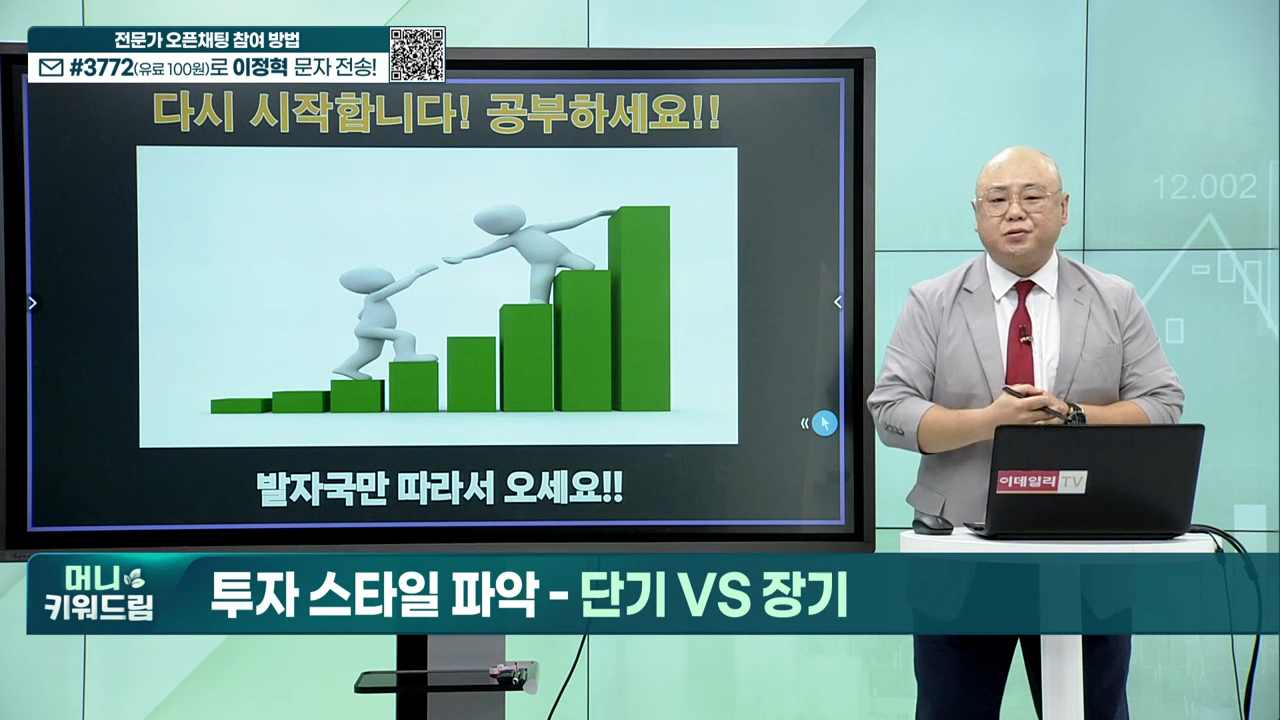 전문가 오픈채팅 참여 방법
#3772(유료 100원)로 이정혁 문자 전송!
다시 시작합니다! 공부하세요!!
12.002
발자국만 따라서 오세요!!
이데일리 TV
머니
키워드림
투자 스타일 파악 - 단기 VS 장기